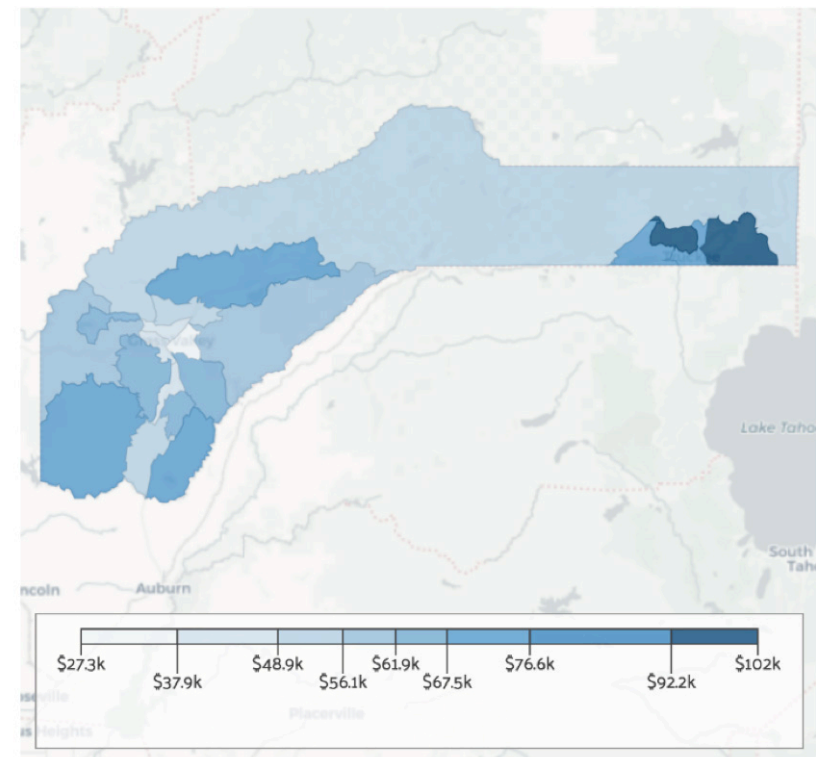 Lake Taho
South
Taho
ncoln
Auburn
$27.3k $48.9k $61.9k $76.6k $102k
$37.9k $56.1k $67.5k $92.2k
Placerville
Heights